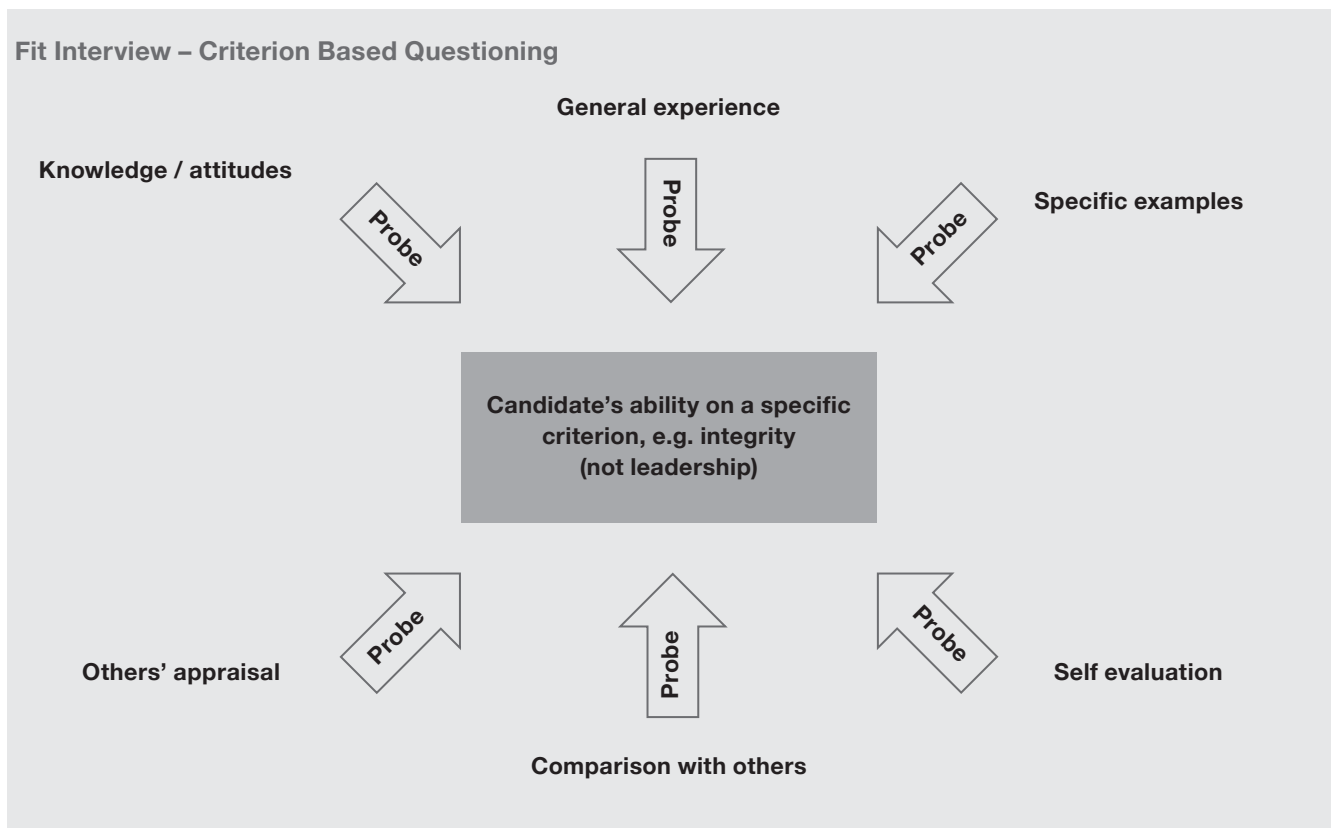 Fit Interview – Criterion Based Questioning
General experience
Knowledge / attitudes
Specific examples
Probe
Probe
Probe
Candidate’s ability on a specific
criterion, e.g. integrity
(not leadership)
Probe
Probe
Probe
Others’ appraisal
Self evaluation
Comparison with others